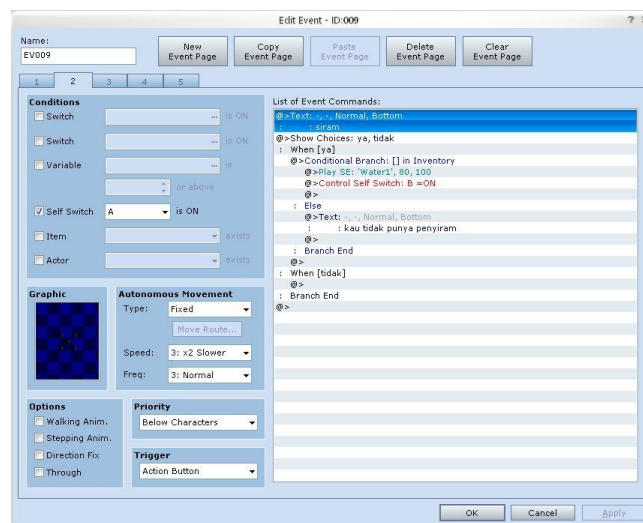 Edit Event - ID:009
?
Name:
EV009
New Event Page
Copy Event Page
Paste Event Page
Delete Event Page
Clear Event Page
1 2 3 4 5
Conditions
Switch ... is ON
Switch ... is ON
Variable ... is
or above
Self Switch A is ON
Item exists
Actor exists
Graphic
Autonomous Movement
Type: Fixed
Move Route...
Speed: 3: x2 Slower
Freq: 3: Normal
Options
Walking Anim.
Stepping Anim.
Direction Fix
Through
Priority
Below Characters
Trigger
Action Button
List of Event Commands:
@>Text: -, -, Normal, Bottom
: : siram
@>Show Choices: ya, tidak
: When [ya]
@>Conditional Branch: [] in Inventory
@>Play SE: 'Water1', 80, 100
@>Control Self Switch: B =ON
@>
: Else
@>Text: -, -, Normal, Bottom
: : kau tidak punya penyiram
@>
: Branch End
@>
: When [tidak]
@>
: Branch End
@>
OK Cancel Apply